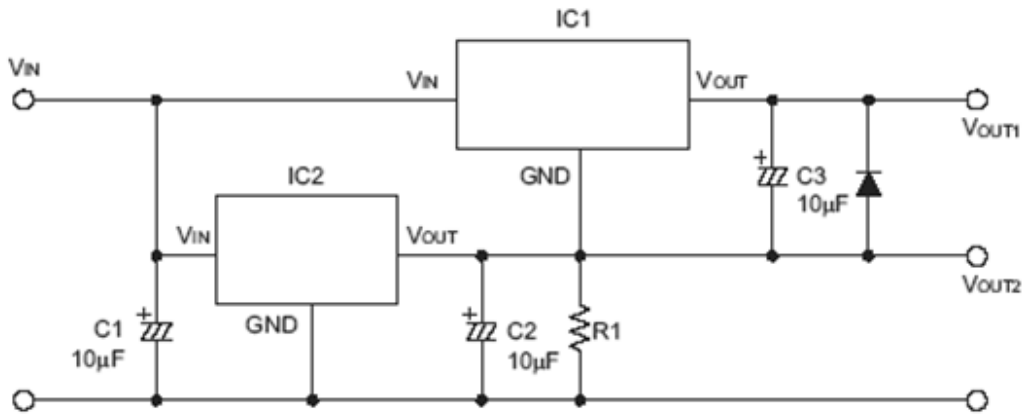 IC1
VIN
VIN
VOUT
VOUT1
GND
+
C3
10µF
IC2
VIN
VOUT
VOUT2
GND
+
C1
10µF
+
C2
10µF
R1